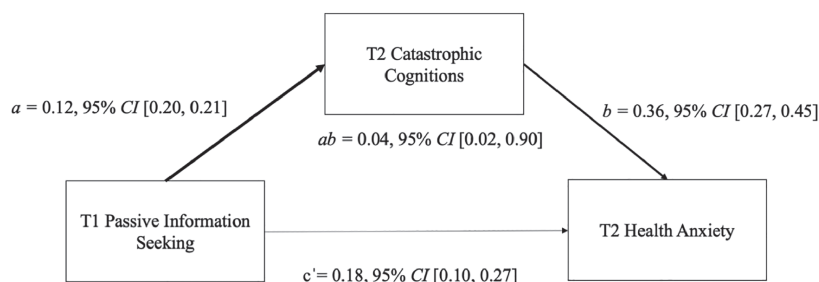 T2 Catastrophic
Cognitions
a = 0.12, 95% CI [0.20, 0.21]
b = 0.36, 95% CI [0.27, 0.45]
ab = 0.04, 95% CI [0.02, 0.90]
T1 Passive Information
Seeking
T2 Health Anxiety
c'= 0.18, 95% CI [0.10, 0.27]